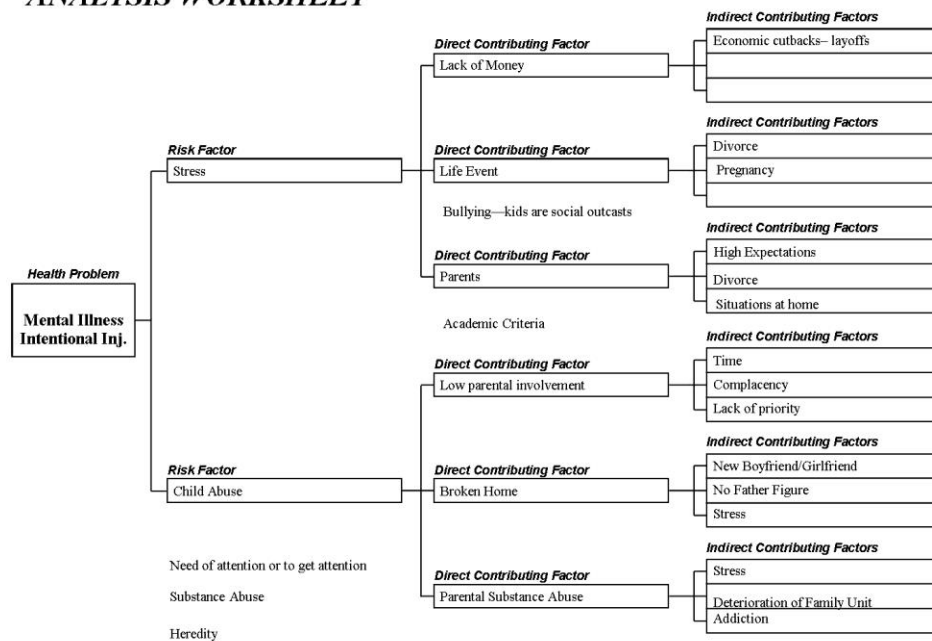 ANALYSIS WORKSHEET
Health Problem
Mental Illness
Intentional Inj.
Risk Factor
Stress
Direct Contributing Factor
Lack of Money
Indirect Contributing Factors
Economic cutbacks– layoffs
Direct Contributing Factor
Life Event
Indirect Contributing Factors
Divorce
Pregnancy
Bullying—kids are social outcasts
Direct Contributing Factor
Parents
Indirect Contributing Factors
High Expectations
Divorce
Situations at home
Academic Criteria
Risk Factor
Child Abuse
Direct Contributing Factor
Low parental involvement
Indirect Contributing Factors
Time
Complacency
Lack of priority
Direct Contributing Factor
Broken Home
Indirect Contributing Factors
New Boyfriend/Girlfriend
No Father Figure
Stress
Direct Contributing Factor
Parental Substance Abuse
Indirect Contributing Factors
Stress
Deterioration of Family Unit
Addiction
Need of attention or to get attention
Substance Abuse
Heredity